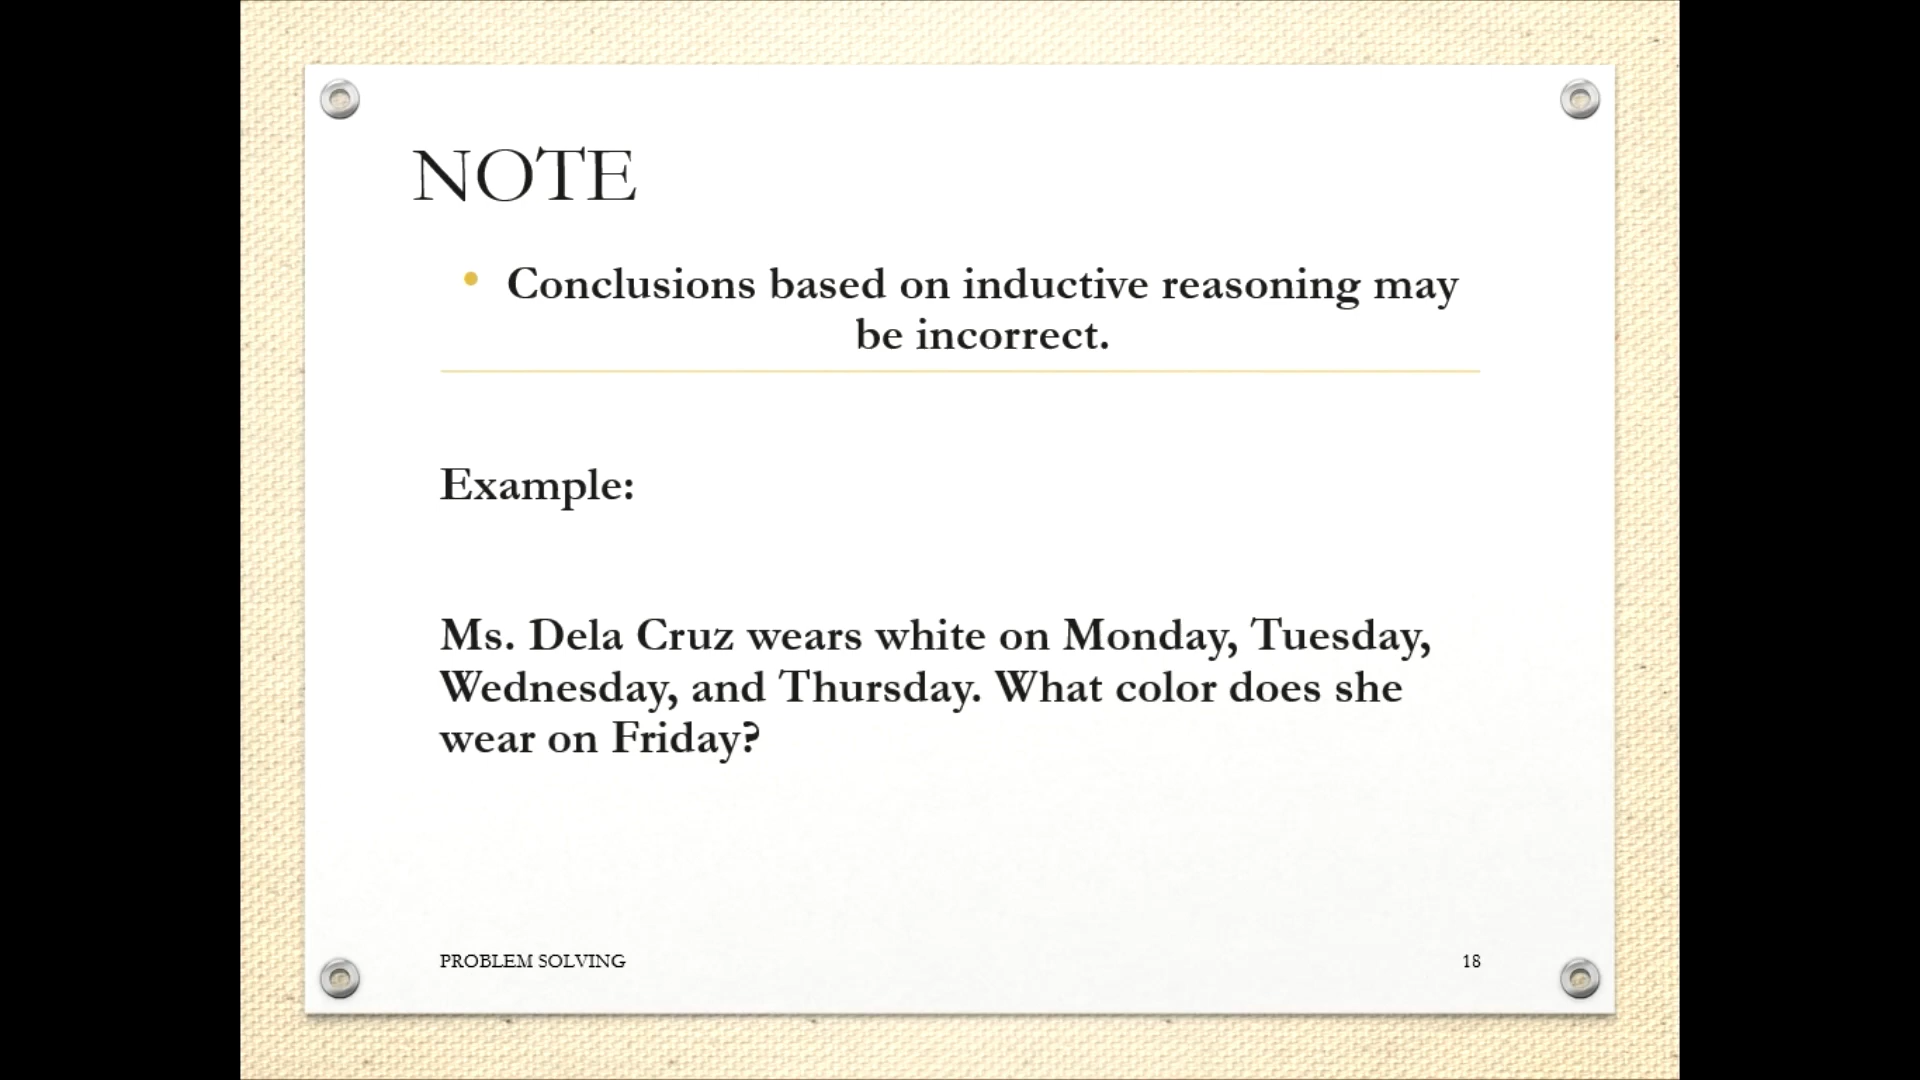 NOTE
• Conclusions based on inductive reasoning may
be incorrect.
Example:
Ms. Dela Cruz wears white on Monday, Tuesday,
Wednesday, and Thursday. What color does she
wear on Friday?
PROBLEM SOLVING 18